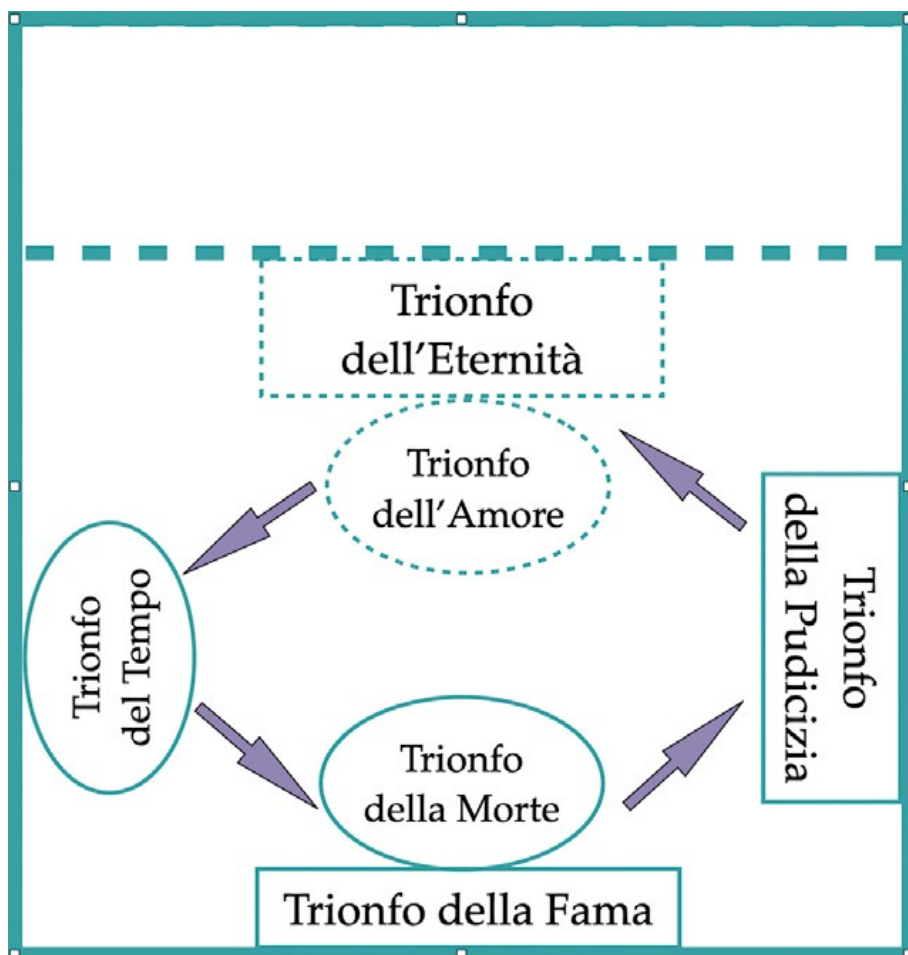 Trionfo
dell’Eternità
Trionfo
dell’Amore
Trionfo
della Pudicizia
Trionfo
del Tempo
Trionfo
della Morte
Trionfo della Fama